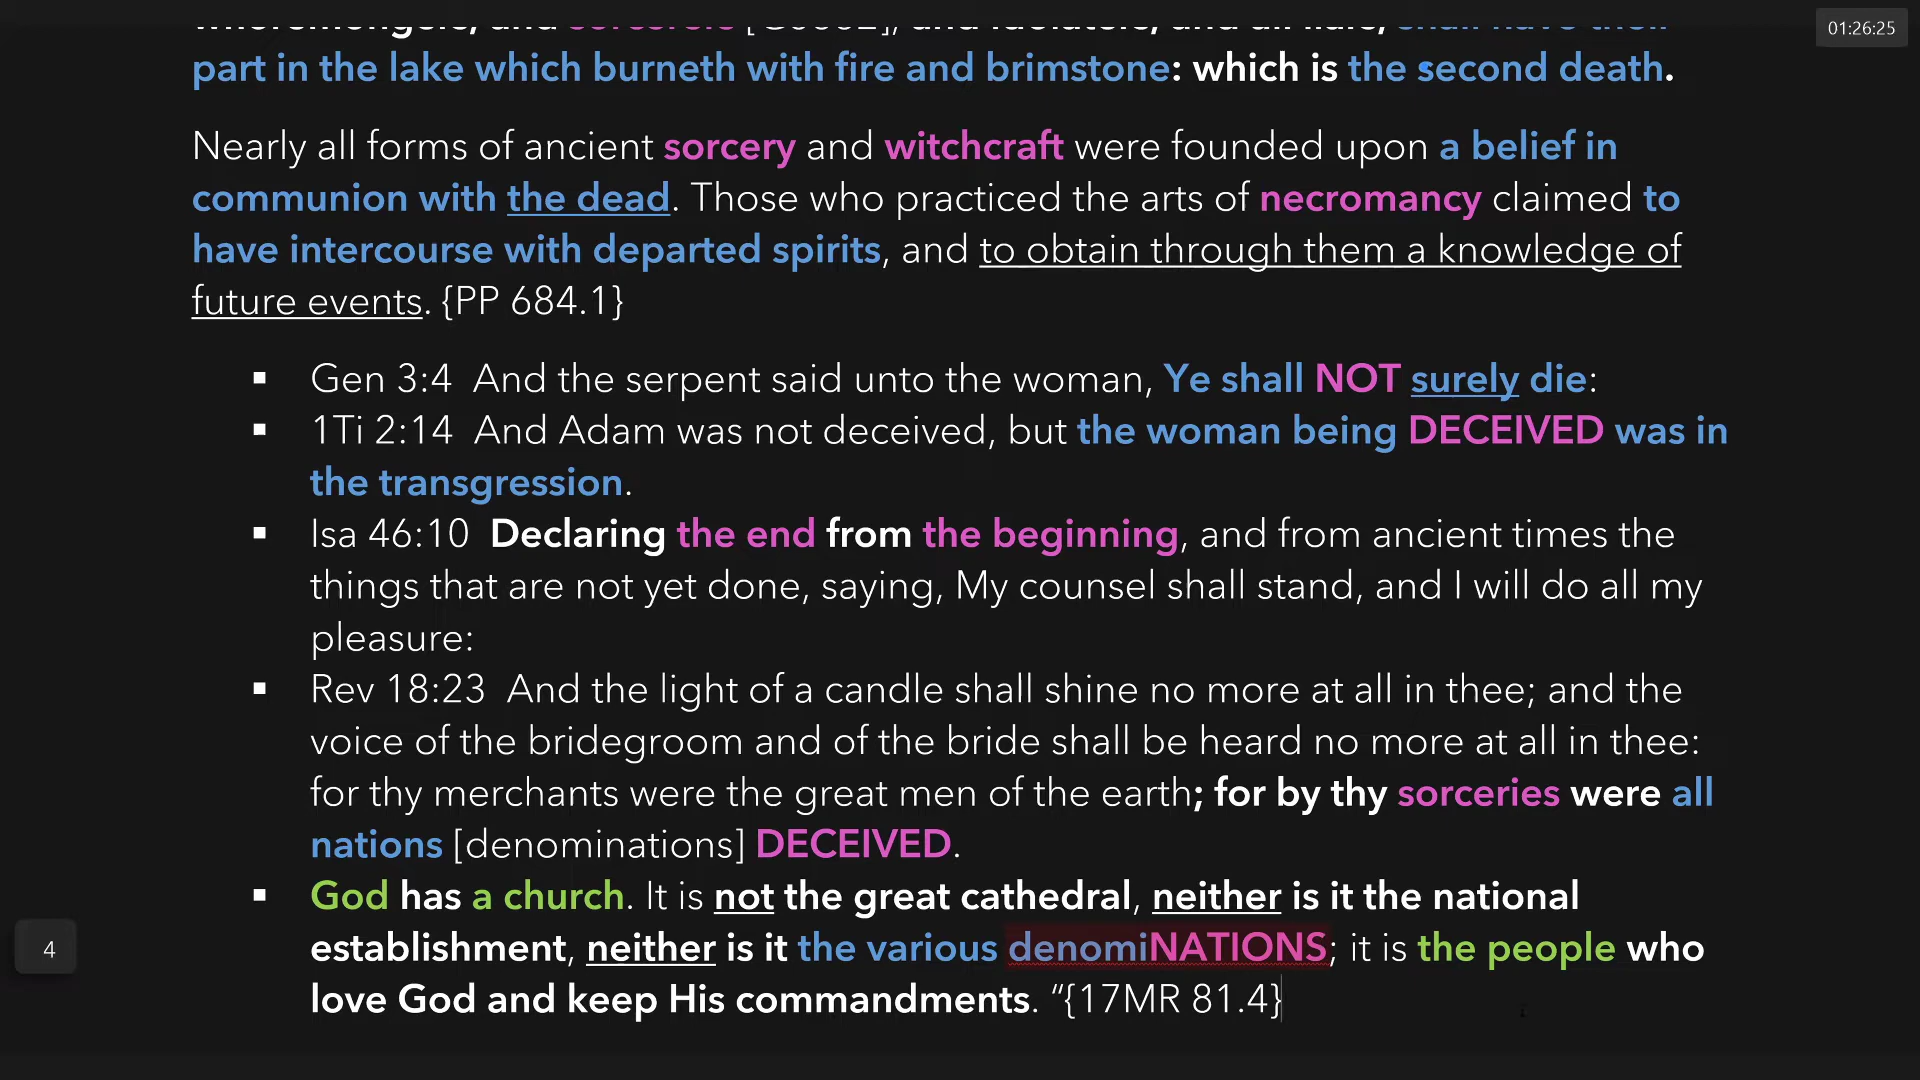 01:26:25
part in the lake which burneth with fire and brimstone: which is the second death.
Nearly all forms of ancient sorcery and witchcraft were founded upon a belief in
communion with the dead. Those who practiced the arts of necromancy claimed to
have intercourse with departed spirits, and to obtain through them a knowledge of
future events. {PP 684.1}
▪ Gen 3:4 And the serpent said unto the woman, Ye shall NOT surely die:
▪ 1Ti 2:14 And Adam was not deceived, but the woman being DECEIVED was in
the transgression.
▪ Isa 46:10 Declaring the end from the beginning, and from ancient times the
things that are not yet done, saying, My counsel shall stand, and I will do all my
pleasure:
▪ Rev 18:23 And the light of a candle shall shine no more at all in thee; and the
voice of the bridegroom and of the bride shall be heard no more at all in thee:
for thy merchants were the great men of the earth; for by thy sorceries were all
nations [denominations] DECEIVED.
▪ God has a church. It is not the great cathedral, neither is it the national
establishment, neither is it the various denomiNATIONS; it is the people who
love God and keep His commandments. “{17MR 81.4}
4